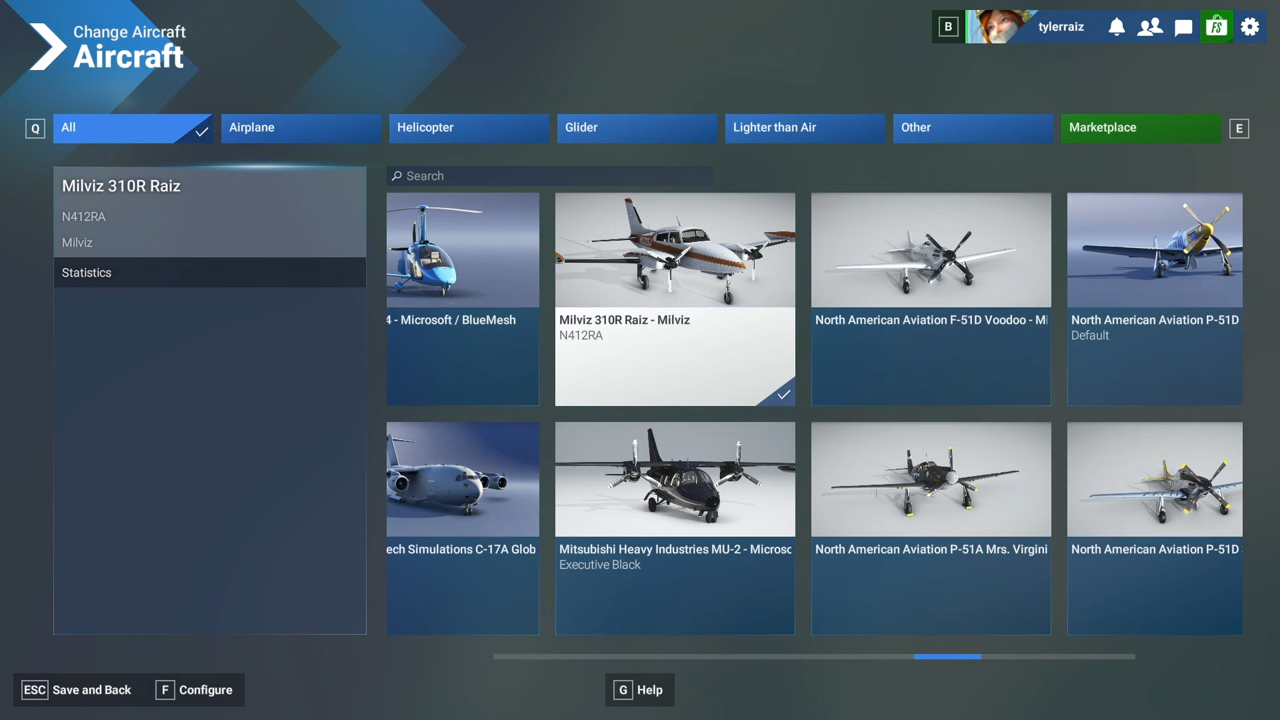 Change Aircraft
Aircraft
B
tylerraiz
FS
Q
All
Airplane
Helicopter
Glider
Lighter than Air
Other
Marketplace
E
Milviz 310R Raiz
N412RA
Milviz
Statistics
Search
4 - Microsoft / BlueMesh
Milviz 310R Raiz - Milviz
N412RA
North American Aviation F-51D Voodoo - Mi
North American Aviation P-51D
Default
ech Simulations C-17A Glob
Mitsubishi Heavy Industries MU-2 - Microso
Executive Black
North American Aviation P-51A Mrs. Virgini
North American Aviation P-51D
ESC Save and Back
F Configure
G Help